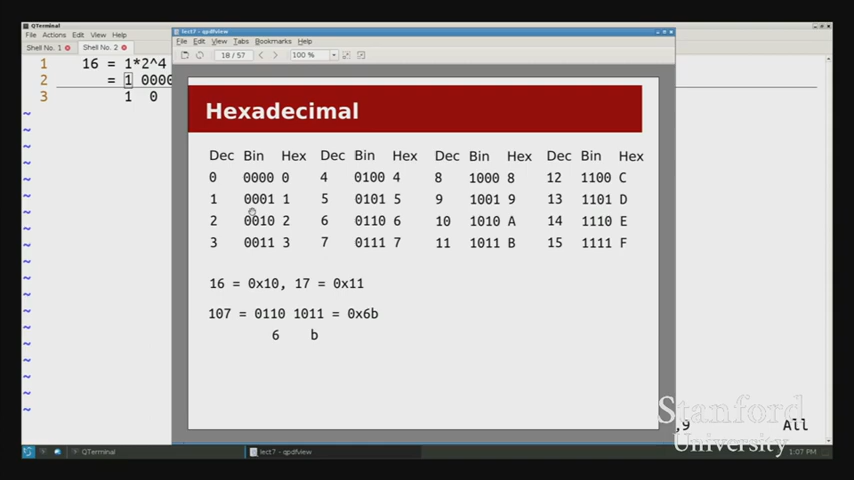 QTerminal
File Actions Edit View Help
Shell No. 1 Shell No. 2
1 16 = 1*2^4
2 = 1 0000
3 1 0
~
~
~
~
~
~
~
~
~
~
~
~
~
~
lect7 - qpdfview
File Edit View Tabs Bookmarks Help
18 / 57 100 %
Hexadecimal
Dec Bin Hex Dec Bin Hex Dec Bin Hex Dec Bin Hex
0 0000 0 4 0100 4 8 1000 8 12 1100 C
1 0001 1 5 0101 5 9 1001 9 13 1101 D
2 0010 2 6 0110 6 10 1010 A 14 1110 E
3 0011 3 7 0111 7 11 1011 B 15 1111 F
16 = 0x10, 17 = 0x11
107 = 0110 1011 = 0x6b
6 b
Stanford
University
,9 All
QTerminal lect7 - qpdfview 1:07 PM